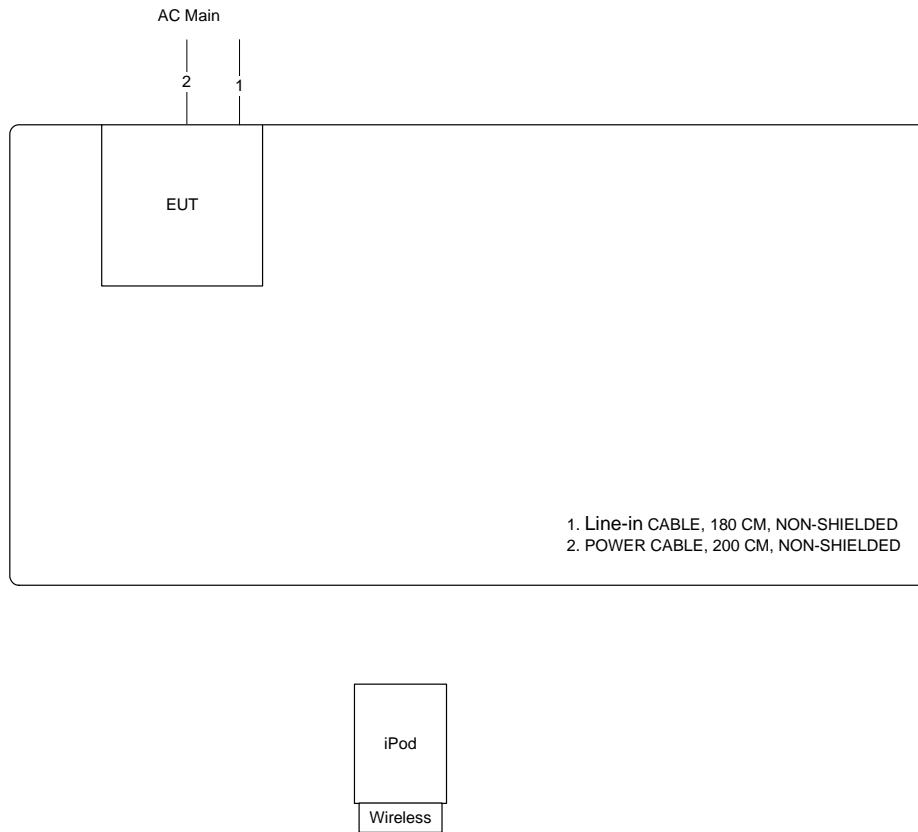 AC Main
2
1
EUT
1. Line-in CABLE, 180 CM, NON-SHIELDED
2. POWER CABLE, 200 CM, NON-SHIELDED
iPod
Wireless